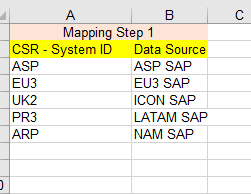 A B C
Mapping Step 1
CSR - System ID Data Source
ASP ASP SAP
EU3 EU3 SAP
UK2 ICON SAP
PR3 LATAM SAP
ARP NAM SAP